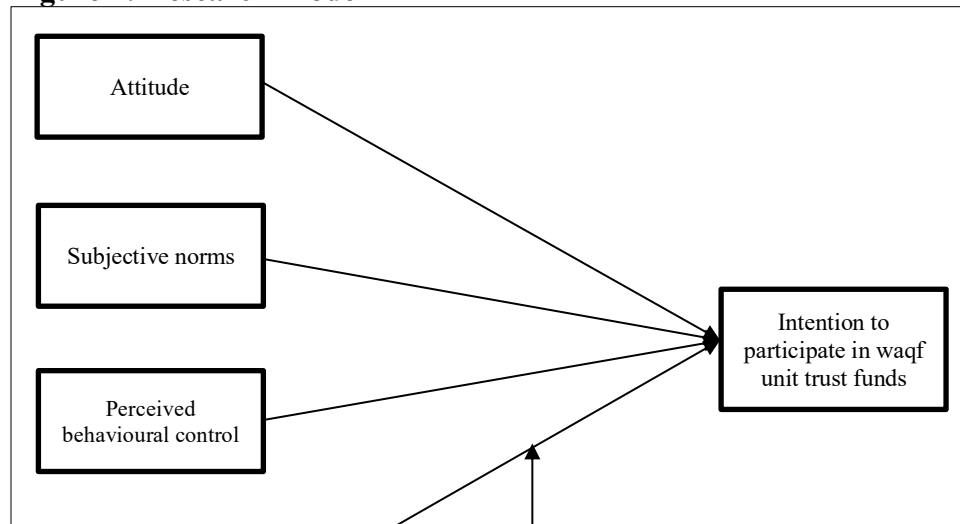 Attitude
Subjective norms
Intention to
participate in waqf
unit trust funds
Perceived
behavioural control